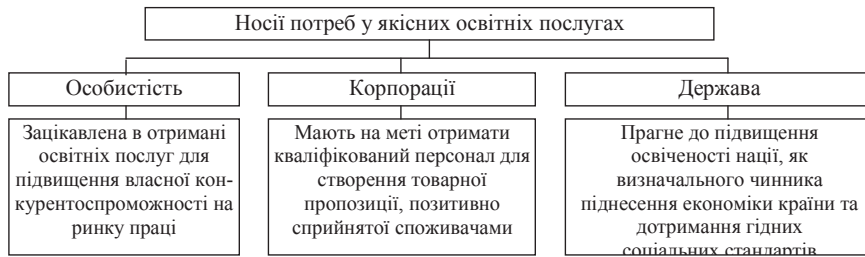 Носії потреб у якісних освітніх послугах
Особистість
Зацікавлена в отримані
освітніх послуг для
підвищення власної кон-
курентоспроможності на
ринку праці
Корпорації
Мають на меті отримати
кваліфікований персонал для
створення товарної
пропозиції, позитивно
сприйнятої споживачами
Держава
Прагне до підвищення
освіченості нації, як
визначального чинника
піднесення економіки країни та
дотримання гідних
соціальних стандартів